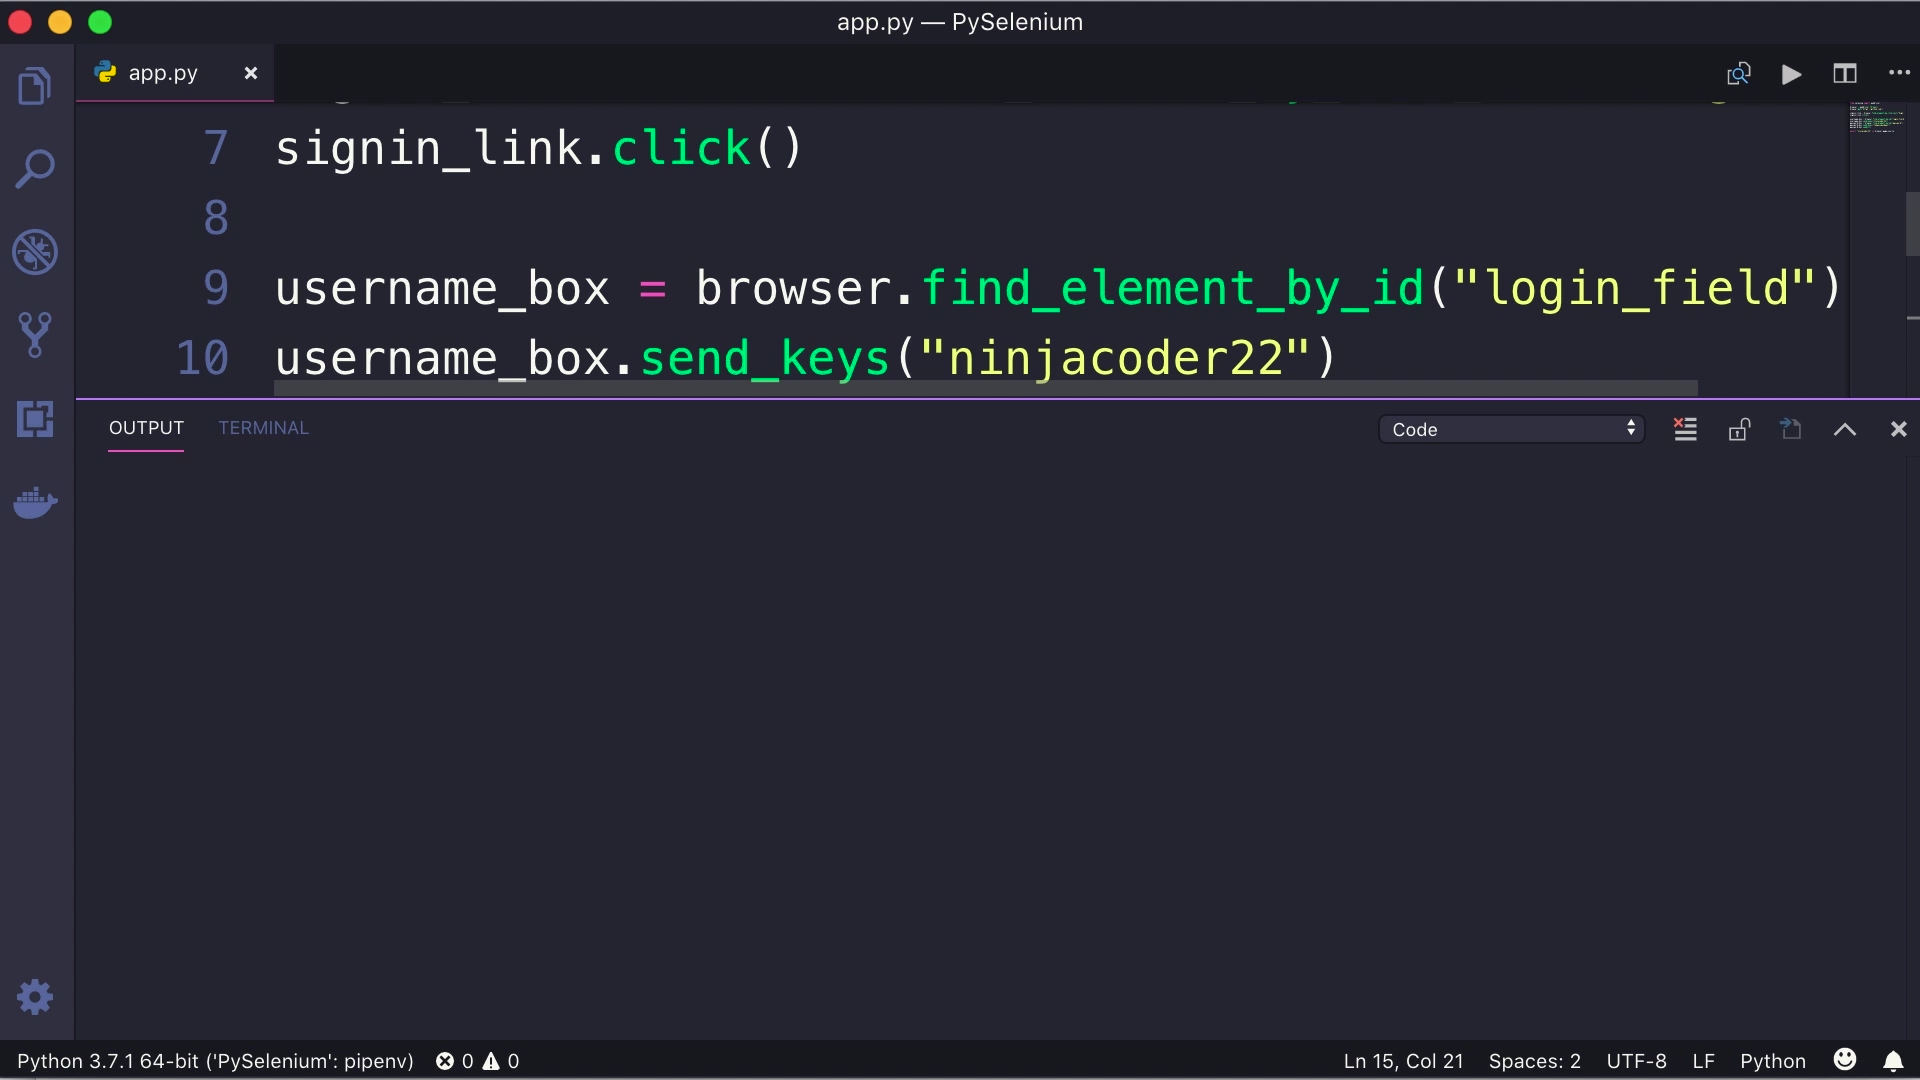 app.py — PySelenium
app.py
7 signin_link.click()
8
9 username_box = browser.find_element_by_id("login_field")
10 username_box.send_keys("ninjacoder22")
OUTPUT TERMINAL Code
Python 3.7.1 64-bit ('PySelenium': pipenv) 0 0 Ln 15, Col 21 Spaces: 2 UTF-8 LF Python